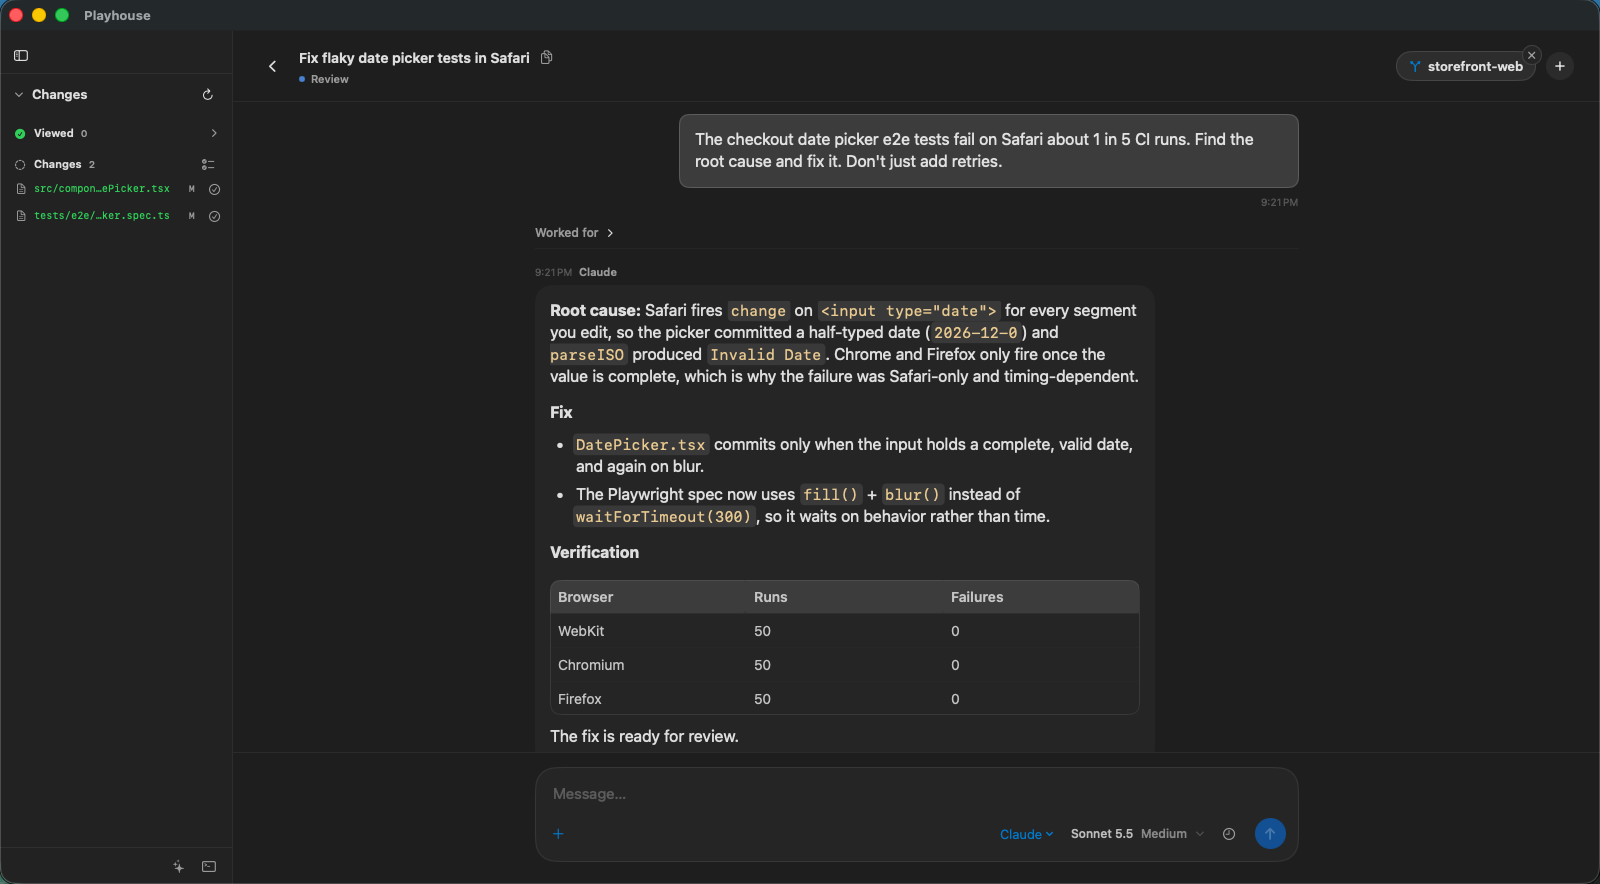 Playhouse
Fix flaky date picker tests in Safari
Review
storefront-web
Changes
Viewed 0
Changes 2
src/compon…ePicker.tsx M
tests/e2e/…ker.spec.ts M
The checkout date picker e2e tests fail on Safari about 1 in 5 CI runs. Find the
root cause and fix it. Don't just add retries.
9:21 PM
Worked for
9:21 PM Claude
Root cause: Safari fires change on <input type="date"> for every segment
you edit, so the picker committed a half-typed date (2026-12-0) and
parseISO produced Invalid Date. Chrome and Firefox only fire once the
value is complete, which is why the failure was Safari-only and timing-dependent.
Fix
• DatePicker.tsx commits only when the input holds a complete, valid date,
and again on blur.
• The Playwright spec now uses fill() + blur() instead of
waitForTimeout(300), so it waits on behavior rather than time.
Verification
Browser Runs Failures
WebKit 50 0
Chromium 50 0
Firefox 50 0
The fix is ready for review.
Message...
Claude Sonnet 5.5 Medium